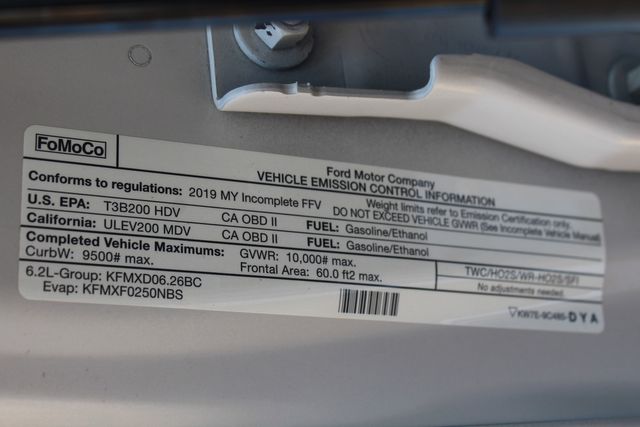 FoMoCo
Ford Motor Company
VEHICLE EMISSION CONTROL INFORMATION
Conforms to regulations: 2019 MY Incomplete FFV
Weight limits refer to Emission Certification only.
DO NOT EXCEED VEHICLE GVWR (See Incomplete Vehicle Manual)
U.S. EPA: T3B200 HDV CA OBD II FUEL: Gasoline/Ethanol
California: ULEV200 MDV CA OBD II FUEL: Gasoline/Ethanol
Completed Vehicle Maximums: GVWR: 10,000# max.
CurbW: 9500# max. Frontal Area: 60.0 ft2 max.
TWC/HO2S/WR-HO2S/SFI
No adjustments needed.
6.2L-Group: KFMXD06.26BC
Evap: KFMXF0250NBS
KW7E-9C485-DYA